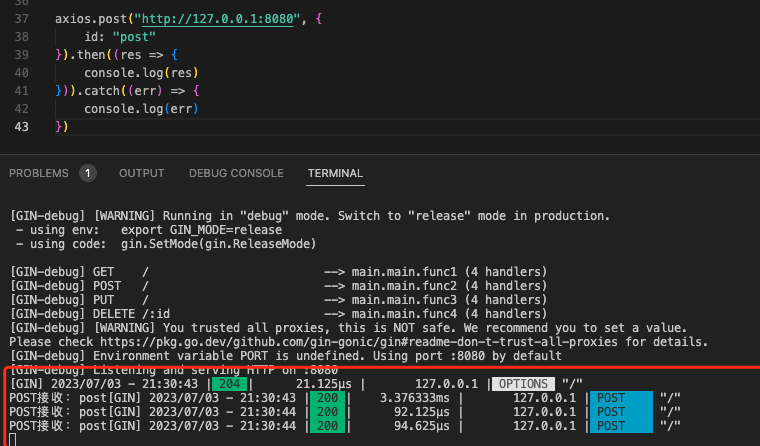 37 axios.post("http://127.0.0.1:8080", {
38 id: "post"
39 }).then((res => {
40 console.log(res)
41 })).catch((err) => {
42 console.log(err)
43 })
PROBLEMS 1 OUTPUT DEBUG CONSOLE TERMINAL
[GIN-debug] [WARNING] Running in "debug" mode. Switch to "release" mode in production.
- using env: export GIN_MODE=release
- using code: gin.SetMode(gin.ReleaseMode)
[GIN-debug] GET / --> main.main.func1 (4 handlers)
[GIN-debug] POST / --> main.main.func2 (4 handlers)
[GIN-debug] PUT / --> main.main.func3 (4 handlers)
[GIN-debug] DELETE /:id --> main.main.func4 (4 handlers)
[GIN-debug] [WARNING] You trusted all proxies, this is NOT safe. We recommend you to set a value.
Please check https://pkg.go.dev/github.com/gin-gonic/gin#readme-don-t-trust-all-proxies for details.
[GIN-debug] Environment variable PORT is undefined. Using port :8080 by default
[GIN-debug] Listening and serving HTTP on :8080
[GIN] 2023/07/03 - 21:30:43 | 204 | 21.125µs | 127.0.0.1 | OPTIONS "/"
POST接收: post[GIN] 2023/07/03 - 21:30:43 | 200 | 3.376333ms | 127.0.0.1 | POST "/"
POST接收: post[GIN] 2023/07/03 - 21:30:44 | 200 | 92.125µs | 127.0.0.1 | POST "/"
POST接收: post[GIN] 2023/07/03 - 21:30:44 | 200 | 94.625µs | 127.0.0.1 | POST "/"